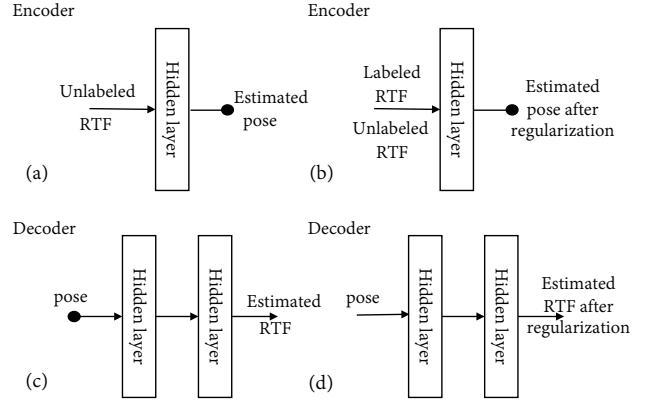 Encoder
Unlabeled
RTF
Hidden layer
Estimated
pose
(a)
Encoder
Labeled
RTF
Unlabeled
RTF
Hidden layer
Estimated
pose after
regularization
(b)
Decoder
pose
Hidden layer
Hidden layer
Estimated
RTF
(c)
Decoder
pose
Hidden layer
Hidden layer
Estimated
RTF after
regularization
(d)